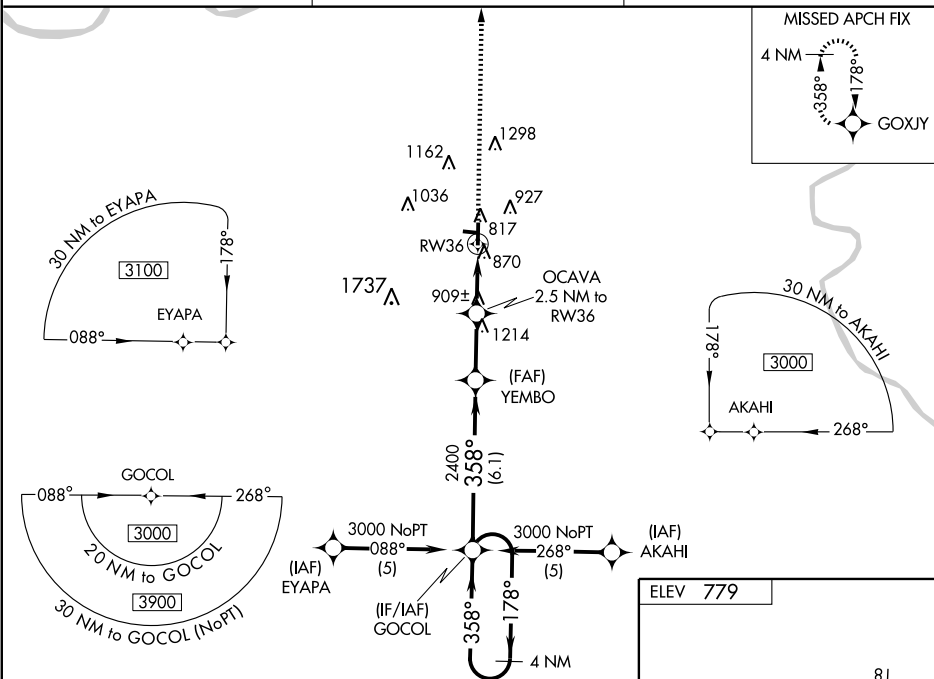 MISSED APCH FIX
4 NM
358°
178°
GOXJY
1298
1162
1036
927
817
RW36
870
1737
909±
OCAVA
2.5 NM to
RW36
1214
(FAF)
YEMBO
30 NM to EYAPA
3100
178°
EYAPA
088°
30 NM to AKAHI
178°
3000
AKAHI
268°
2400
358°
(6.1)
GOCOL
088°
268°
3000
20 NM to GOCOL
3900
30 NM to GOCOL (NoPT)
3000 NoPT
088°
(5)
(IAF)
EYAPA
3000 NoPT
268°
(5)
(IAF)
AKAHI
(IF/IAF)
GOCOL
358°
178°
4 NM
ELEV 779